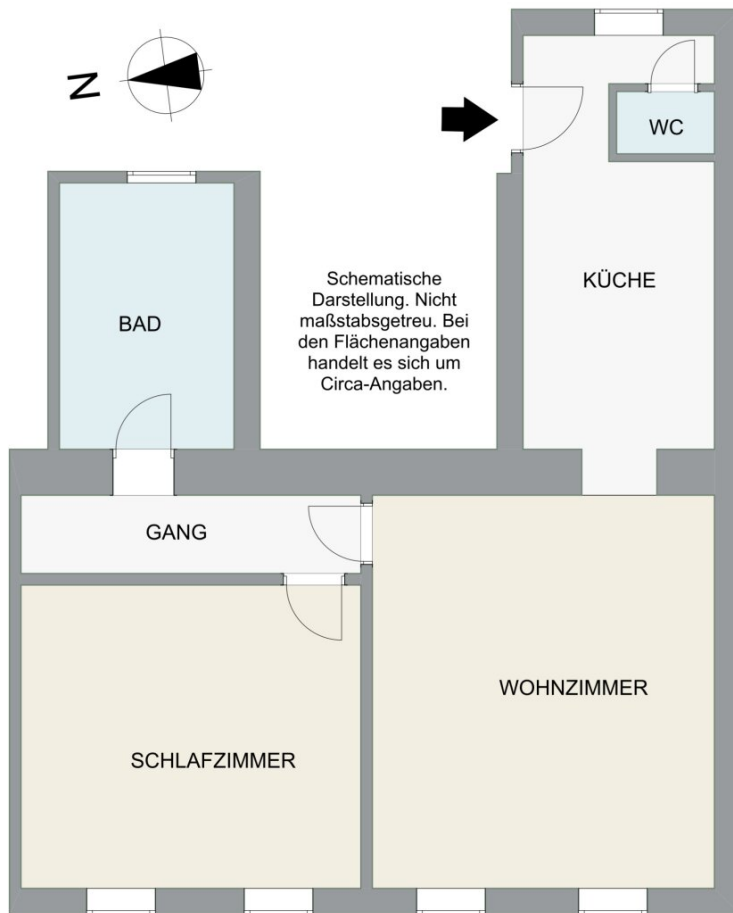 N
WC
KÜCHE
Schematische
Darstellung. Nicht
maßstabsgetreu. Bei
den Flächenangaben
handelt es sich um
Circa-Angaben.
BAD
GANG
WOHNZIMMER
SCHLAFZIMMER